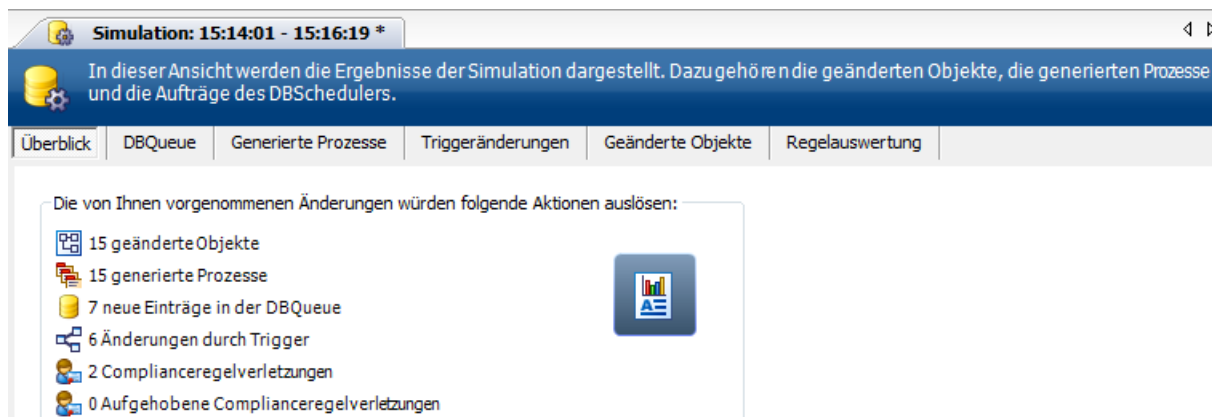 Simulation: 15:14:01 - 15:16:19 *
In dieser Ansicht werden die Ergebnisse der Simulation dargestellt. Dazu gehören die geänderten Objekte, die generierten Prozesse
und die Aufträge des DBSchedulers.
Überblick DBQueue Generierte Prozesse Triggeränderungen Geänderte Objekte Regelauswertung
Die von Ihnen vorgenommenen Änderungen würden folgende Aktionen auslösen:
15 geänderte Objekte
15 generierte Prozesse
7 neue Einträge in der DBQueue
6 Änderungen durch Trigger
2 Complianceregelverletzungen
0 Aufgehobene Complianceregelverletzungen